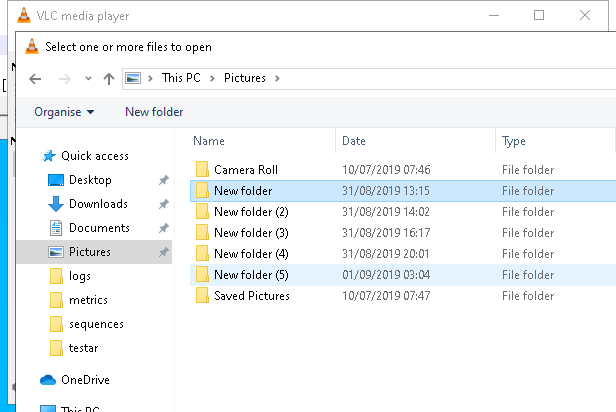 VLC media player
Select one or more files to open
This PC > Pictures >
Organise New folder
Name Date Type
Quick access
Desktop
Downloads
Documents
Pictures
logs
metrics
sequences
testar
OneDrive
This PC
Camera Roll 10/07/2019 07:46 File folder
New folder 31/08/2019 13:15 File folder
New folder (2) 31/08/2019 14:02 File folder
New folder (3) 31/08/2019 16:17 File folder
New folder (4) 31/08/2019 20:01 File folder
New folder (5) 01/09/2019 03:04 File folder
Saved Pictures 10/07/2019 07:47 File folder